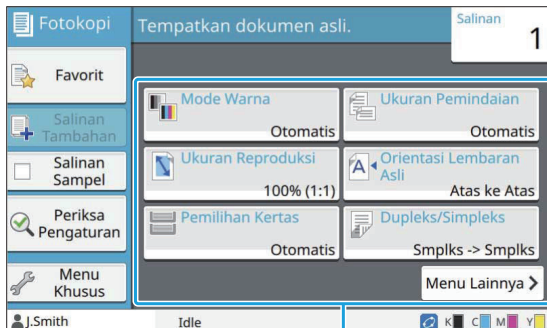 Fotokopi
Tempatkan dokumen asli.
Salinan
1
Favorit
Salinan
Tambahan
Salinan
Sampel
Periksa
Pengaturan
Menu
Khusus
Mode Warna
Otomatis
Ukuran Pemindaian
Otomatis
Ukuran Reproduksi
100% (1:1)
Orientasi Lembaran
Asli
Atas ke Atas
Pemilihan Kertas
Otomatis
Dupleks/Simpleks
Smplks -> Smplks
Menu Lainnya >
J.Smith
Idle
K C M Y